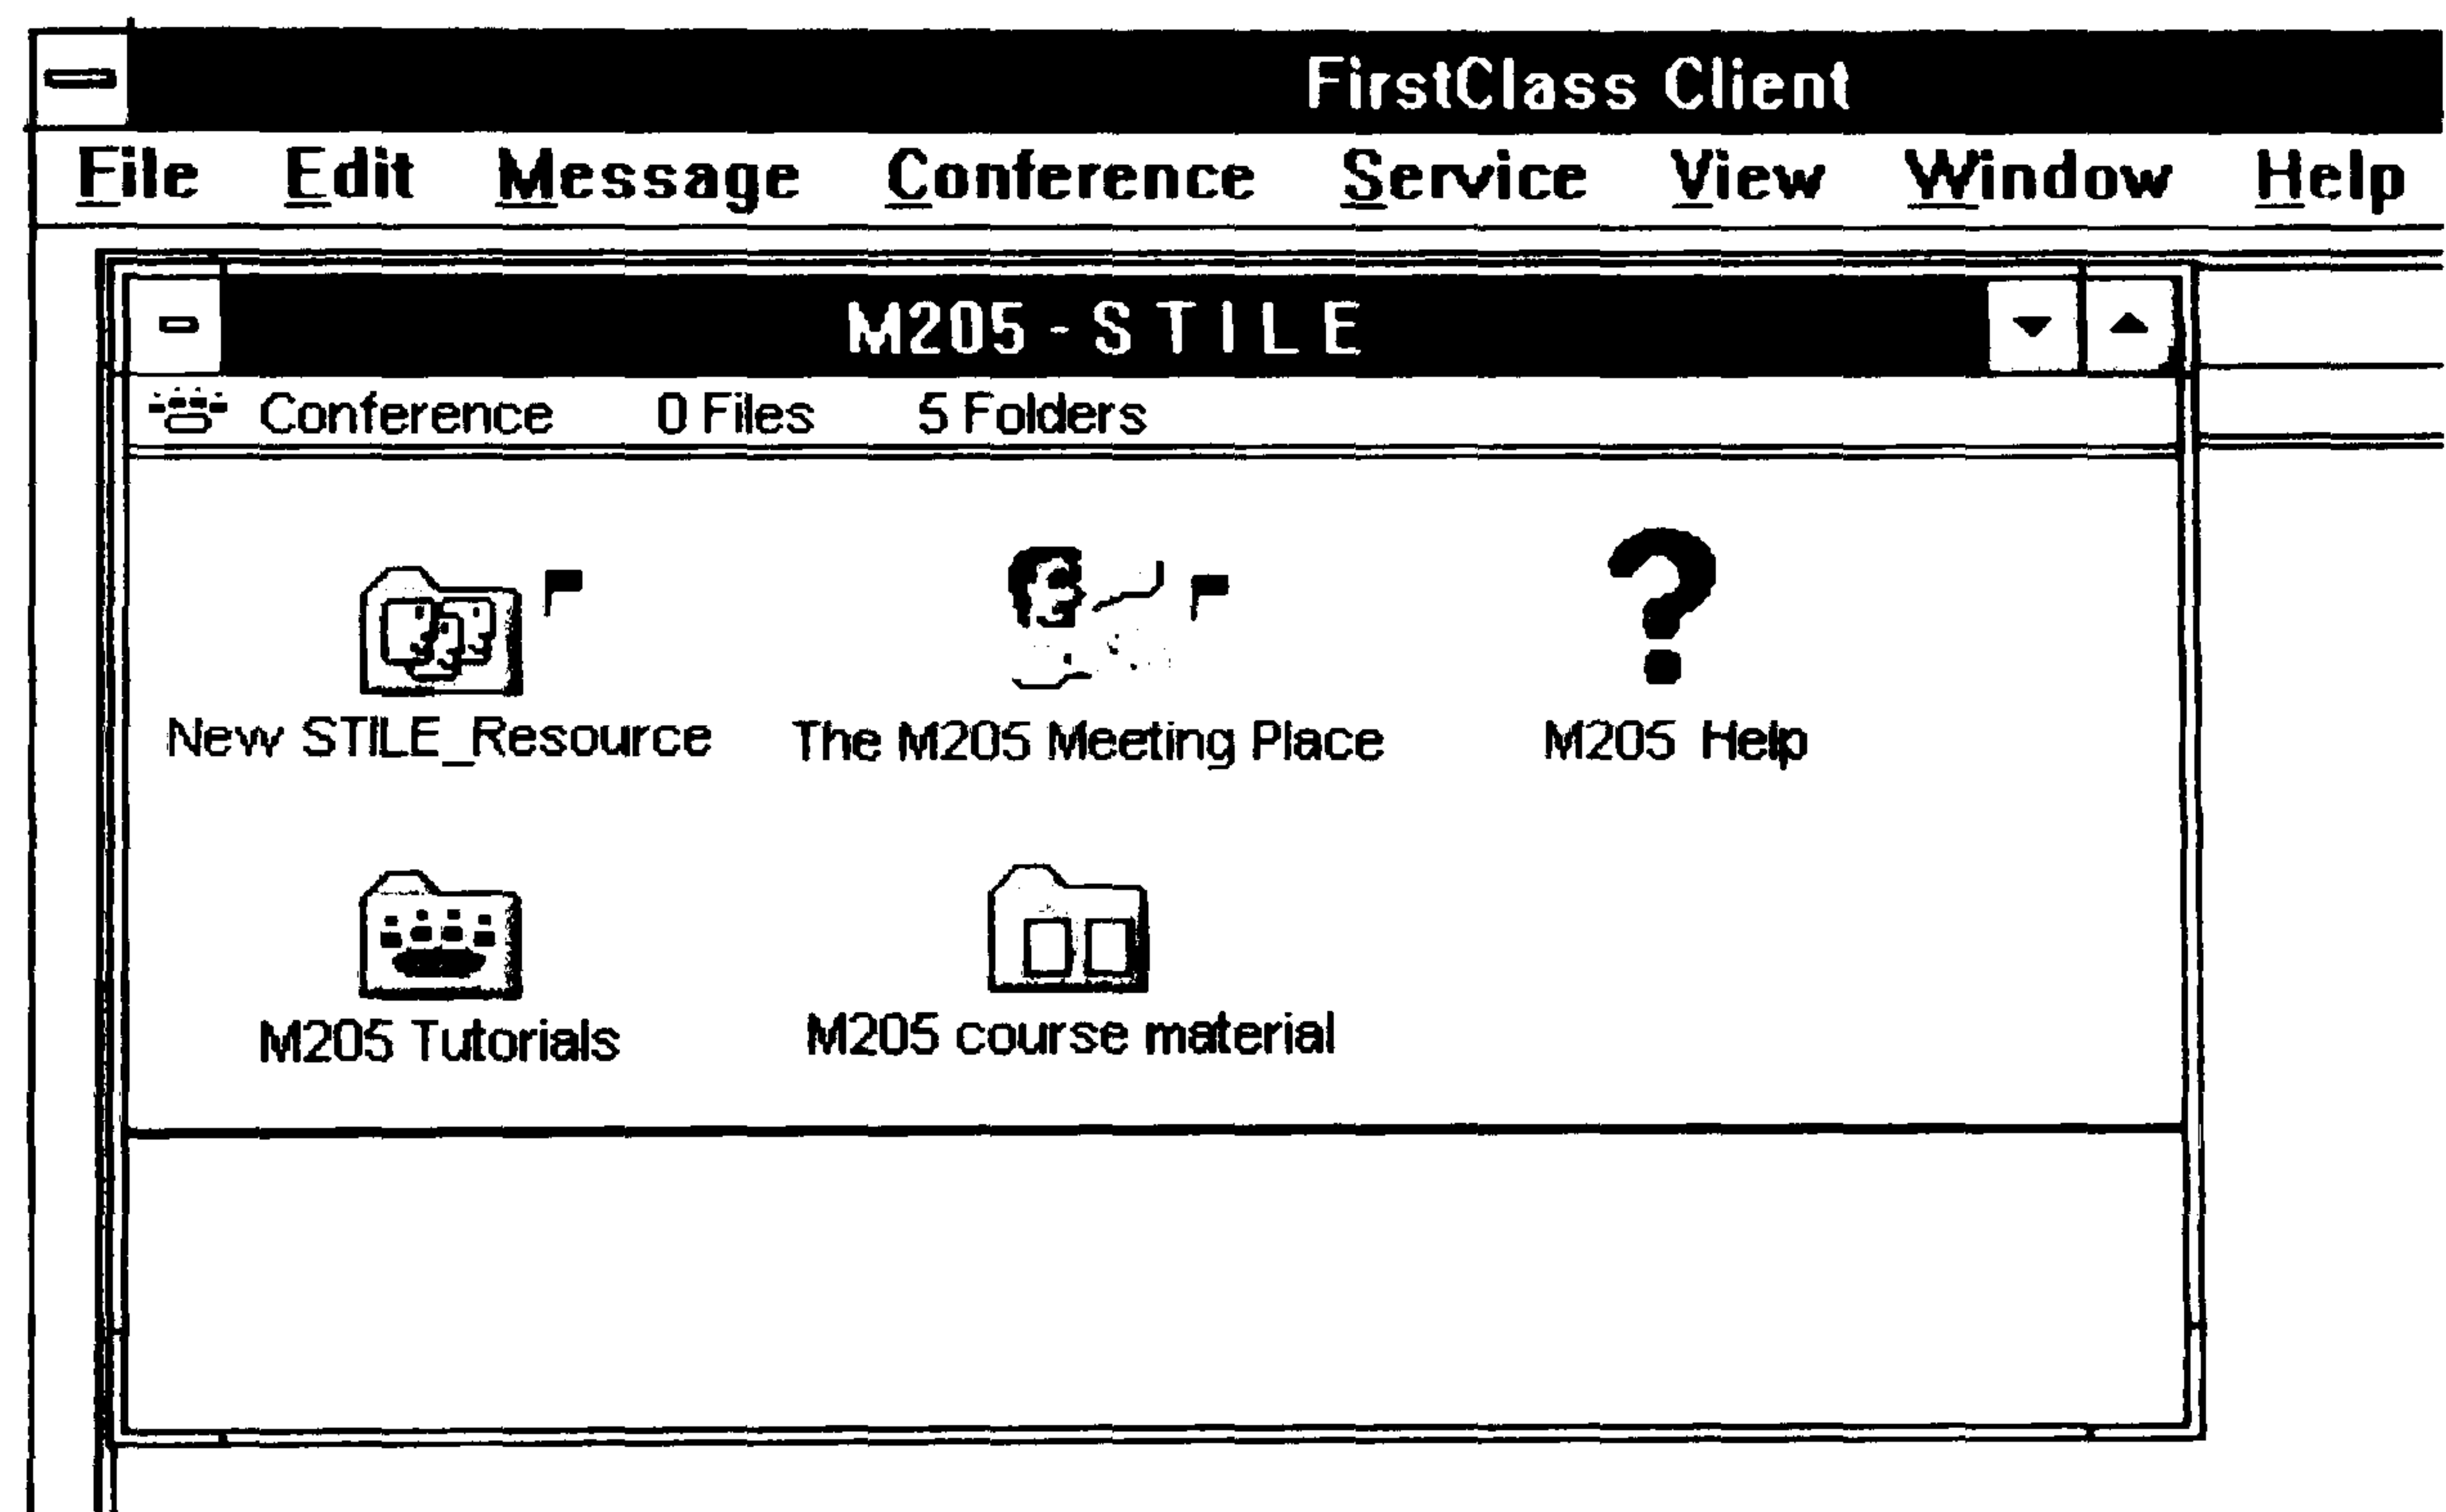 FirstClass Client
File Edit Message Conference Service View Window Help
M205 - S T I L E
Conference 0 Files 5 Folders
New STILE_Resource The M205 Meeting Place M205 Help
M205 Tutorials M205 course material